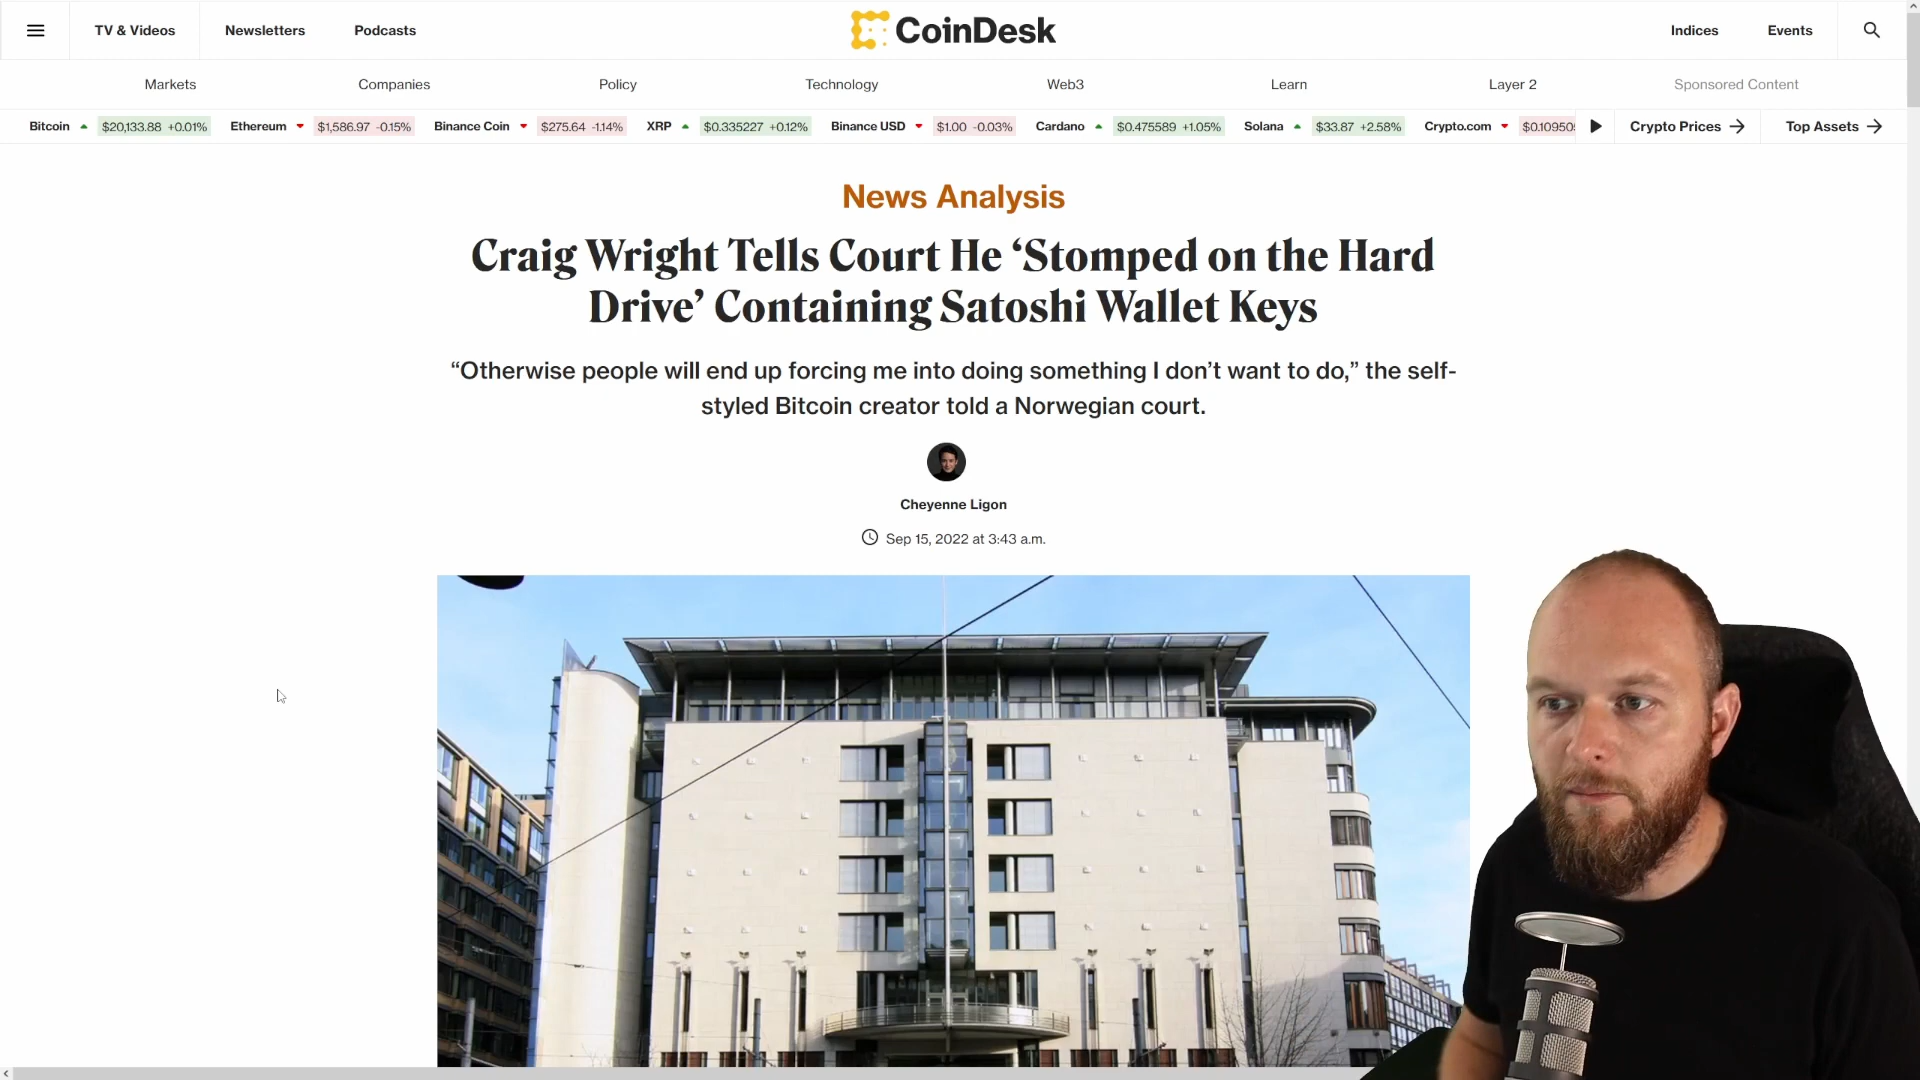 TV & Videos Newsletters Podcasts CoinDesk Indices Events
Markets Companies Policy Technology Web3 Learn Layer 2 Sponsored Content
Bitcoin $20,133.88 +0.01% Ethereum $1,586.97 -0.15% Binance Coin $275.64 -1.14% XRP $0.335227 +0.12% Binance USD $1.00 -0.03% Cardano $0.475589 +1.05% Solana $33.87 +2.58% Crypto.com $0.10950 Crypto Prices Top Assets
News Analysis
Craig Wright Tells Court He ‘Stomped on the Hard
Drive’ Containing Satoshi Wallet Keys
“Otherwise people will end up forcing me into doing something I don’t want to do,” the self-
styled Bitcoin creator told a Norwegian court.
Cheyenne Ligon
Sep 15, 2022 at 3:43 a.m.